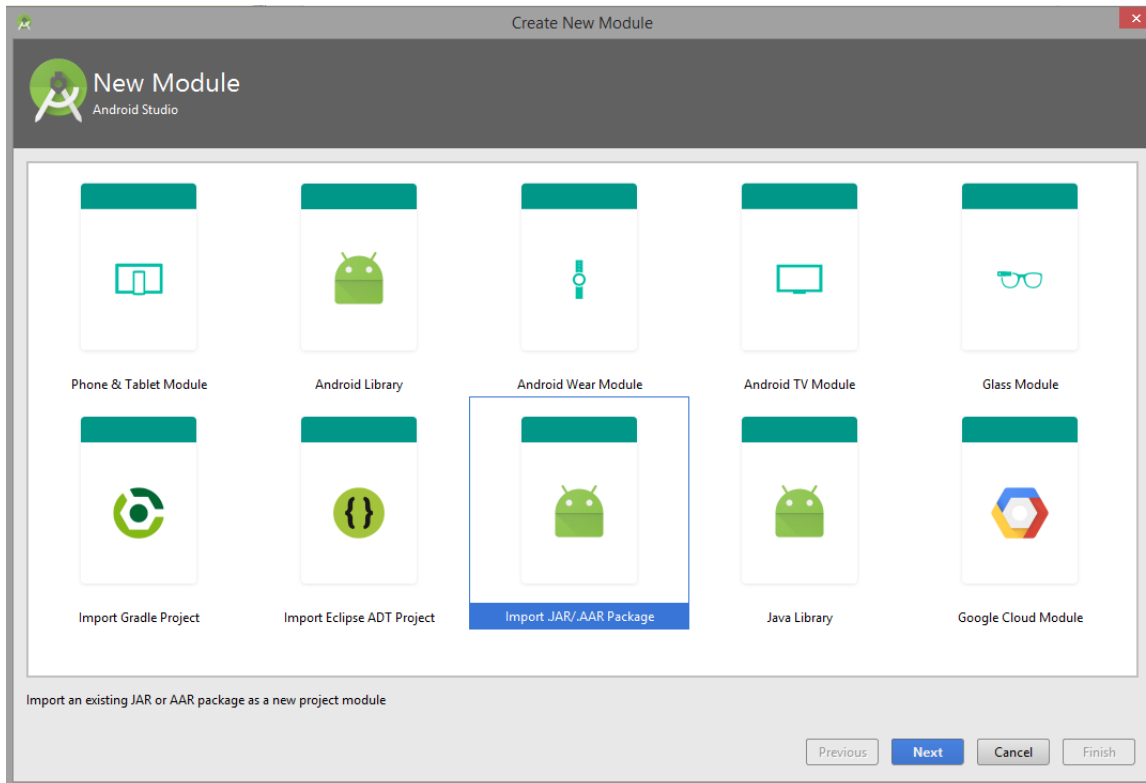 Create New Module
New Module
Android Studio
Phone & Tablet Module
Android Library
Android Wear Module
Android TV Module
Glass Module
{}
Import Gradle Project
Import Eclipse ADT Project
Import .JAR/.AAR Package
Java Library
Google Cloud Module
Import an existing JAR or AAR package as a new project module
Previous
Next
Cancel
Finish